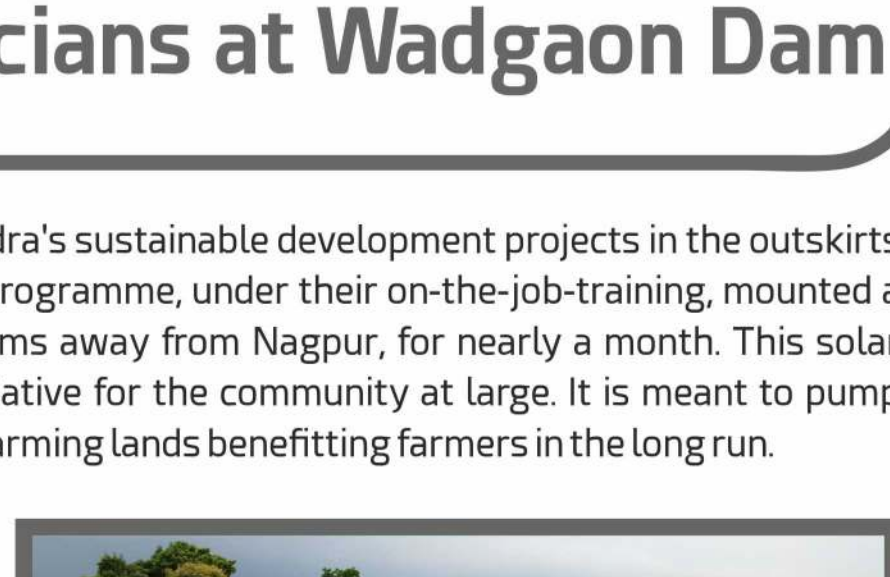 cians at Wadgaon Dam
dra's sustainable development projects in the outskirts
rogramme, under their on-the-job-training, mounted a
ms away from Nagpur, for nearly a month. This solar
ative for the community at large. It is meant to pump
arming lands benefitting farmers in the long run.